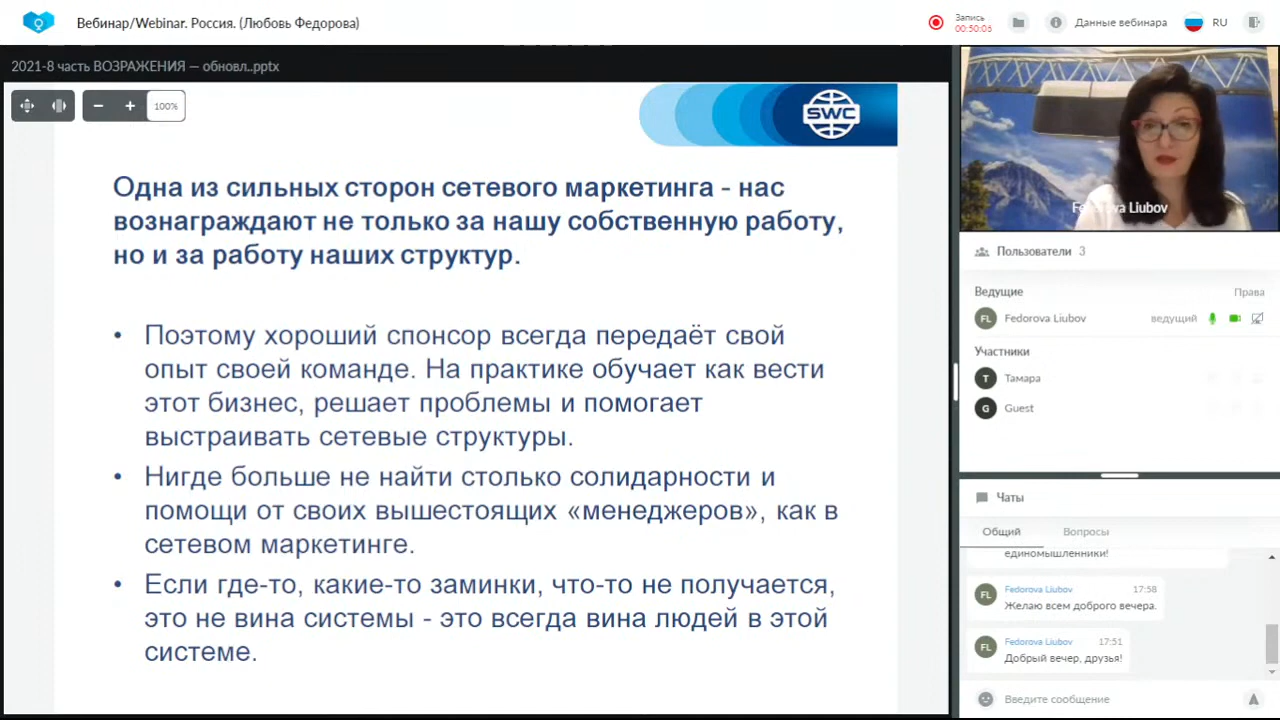 Вебинар/Webinar. Россия. (Любовь Федорова)
Запись
00:50:03
Данные вебинара
RU
2021-8 часть ВОЗРАЖЕНИЯ — обновл..pptx
100%
SWC
Одна из сильных сторон сетевого маркетинга - нас
вознаграждают не только за нашу собственную работу,
но и за работу наших структур.
• Поэтому хороший спонсор всегда передаёт свой
опыт своей команде. На практике обучает как вести
этот бизнес, решает проблемы и помогает
выстраивать сетевые структуры.
• Нигде больше не найти столько солидарности и
помощи от своих вышестоящих «менеджеров», как в
сетевом маркетинге.
• Если где-то, какие-то заминки, что-то не получается,
это не вина системы - это всегда вина людей в этой
системе.
Fedorova Liubov
Пользователи 3
Ведущие Права
FL Fedorova Liubov ведущий
Участники
T Тамара
G Guest
Чаты
Общий Вопросы
единомышленники!
FL Fedorova Liubov 17:58
Желаю всем доброго вечера.
FL Fedorova Liubov 17:51
Добрый вечер, друзья!
Введите сообщение